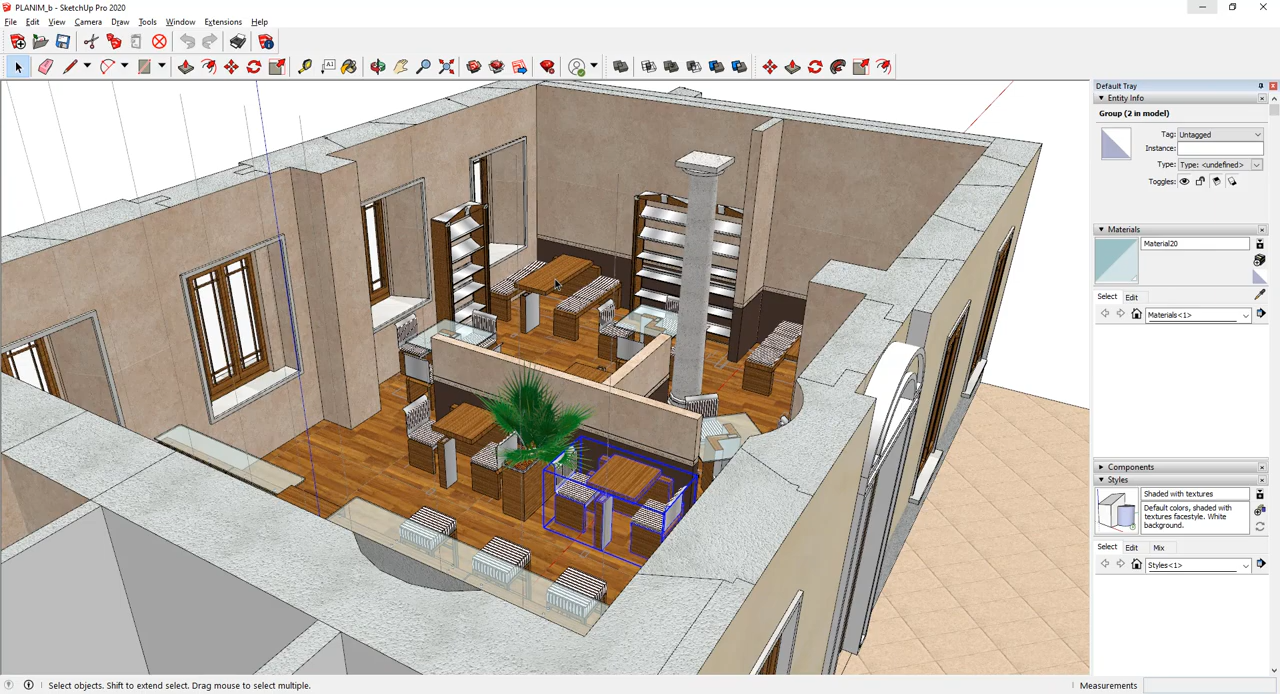 PLANIM_b - SketchUp Pro 2020
File Edit View Camera Draw Tools Window Extensions Help
Default Tray
Entity Info
Group (2 in model)
Tag: Untagged
Instance:
Type: Type: <undefined>
Toggles:
Materials
Material20
Select Edit
Materials<1>
Components
Styles
Shaded with textures
Default colors, shaded with
textures facestyle. White
background.
Select Edit Mix
Styles<1>
Select objects. Shift to extend select. Drag mouse to select multiple.
Measurements